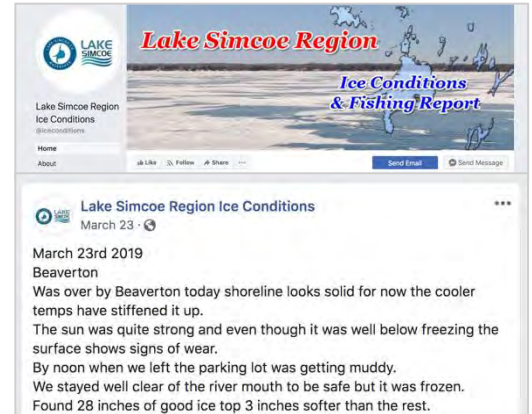 LAKE
SIMCOE
Lake Simcoe Region
Ice Conditions
& Fishing Report
Lake Simcoe Region
Ice Conditions
@iceconditions
Home
About
Like Follow Share ...
Send Email
Send Message
LAKE
SIMCOE
Lake Simcoe Region Ice Conditions
March 23 ·
March 23rd 2019
Beaverton
Was over by Beaverton today shoreline looks solid for now the cooler
temps have stiffened it up.
The sun was quite strong and even though it was well below freezing the
surface shows signs of wear.
By noon when we left the parking lot was getting muddy.
We stayed well clear of the river mouth to be safe but it was frozen.
Found 28 inches of good ice top 3 inches softer than the rest.